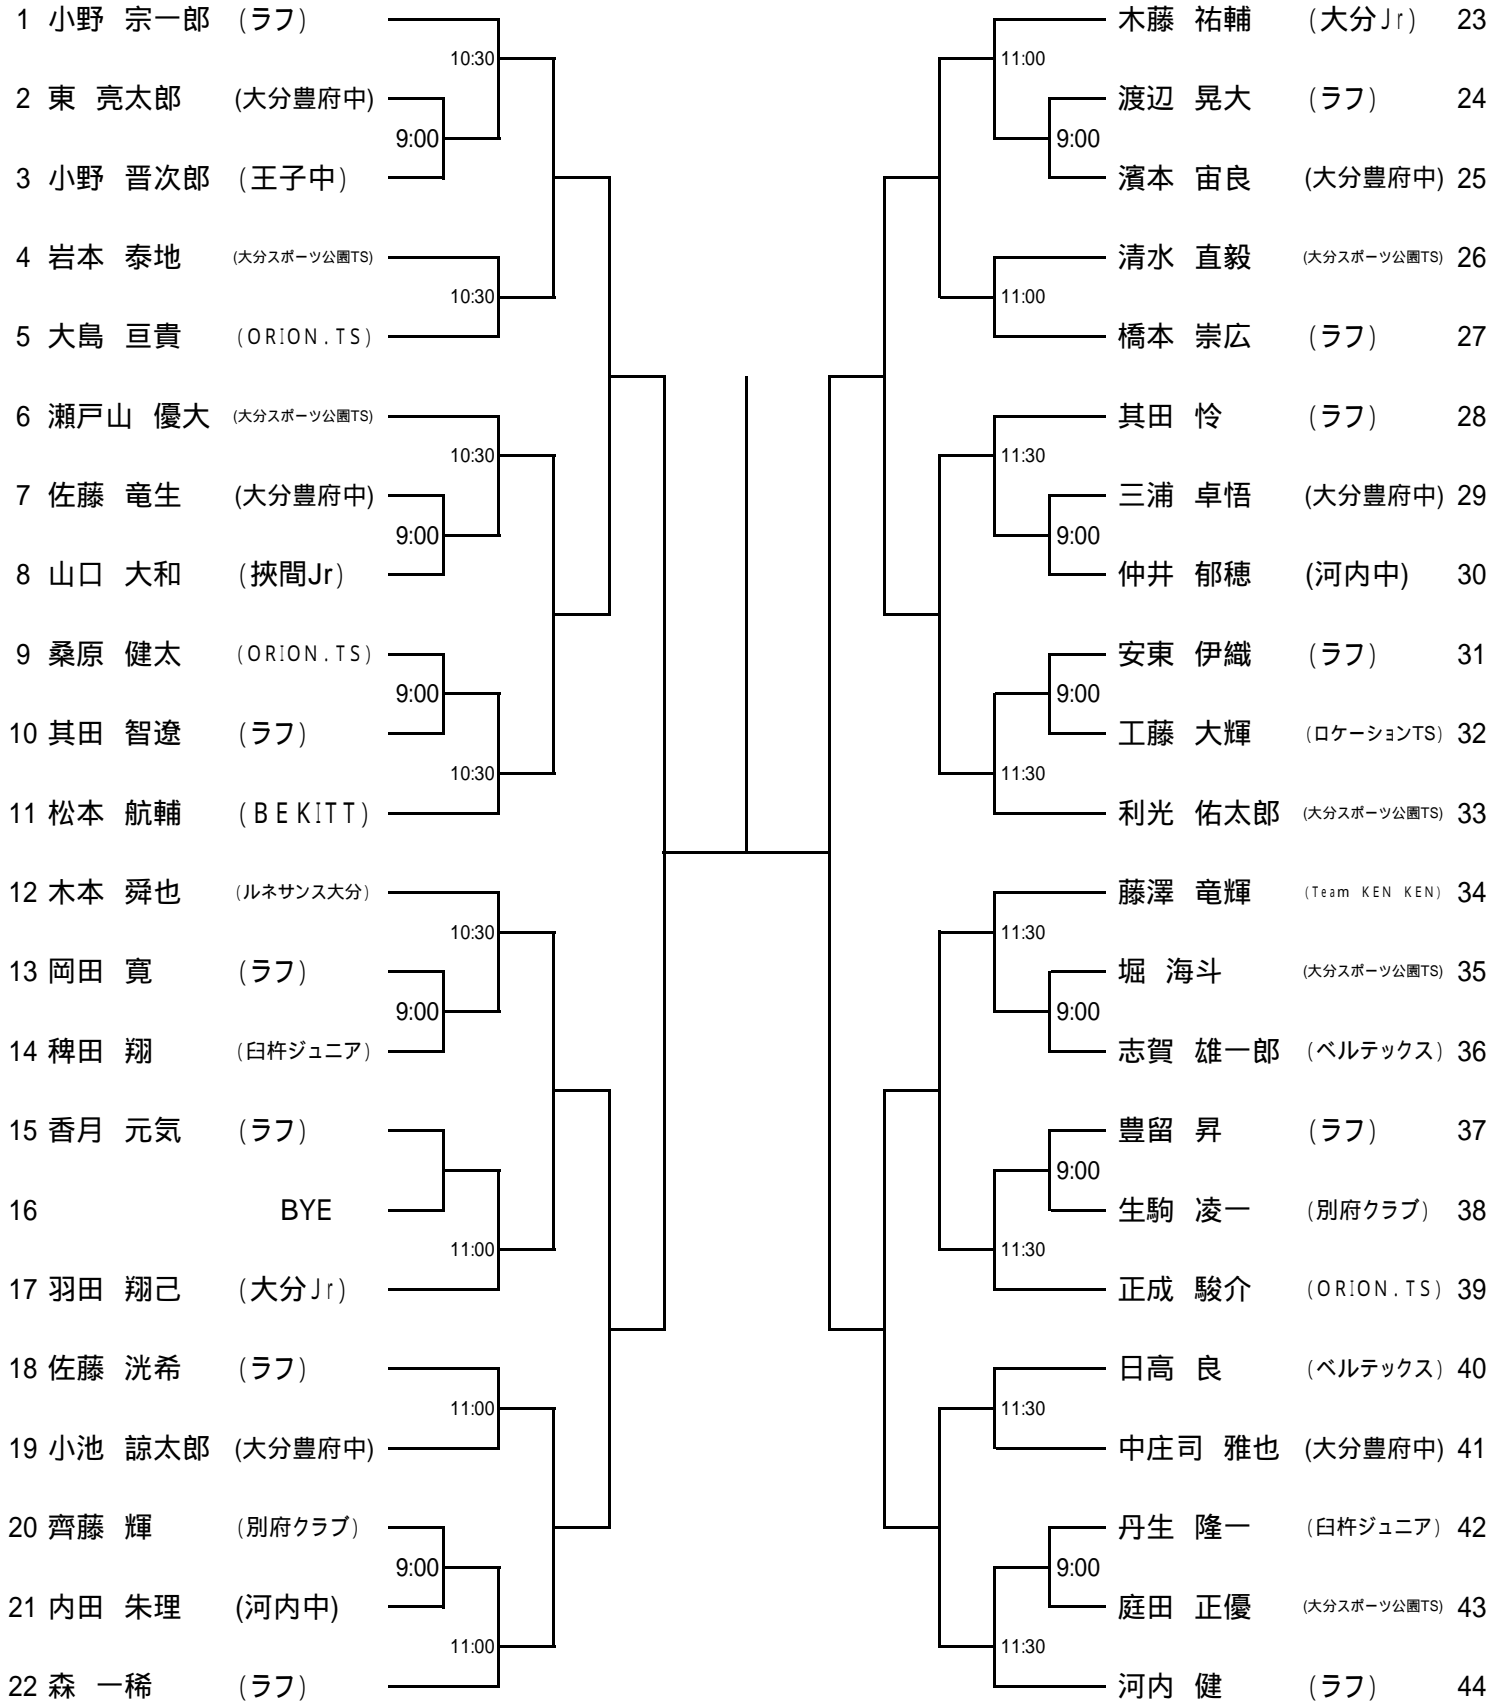 1 小野 宗一郎 (ラフ)
10:30
2 東 亮太郎 (大分豊府中)
9:00
3 小野 晋次郎 (王子中)
4 岩本 泰地 (大分スポーツ公園TS)
10:30
5 大島 亘貴 (ORION.TS)
6 瀬戸山 優大 (大分スポーツ公園TS)
10:30
7 佐藤 竜生 (大分豊府中)
9:00
8 山口 大和 (挾間Jr)
9 桑原 健太 (ORION.TS)
9:00
10 其田 智遼 (ラフ)
10:30
11 松本 航輔 (BEKITT)
12 木本 舜也 (ルネサンス大分)
10:30
13 岡田 寛 (ラフ)
9:00
14 稗田 翔 (臼杵ジュニア)
15 香月 元気 (ラフ)
16 BYE
11:00
17 羽田 翔己 (大分Jr)
18 佐藤 洸希 (ラフ)
11:00
19 小池 諒太郎 (大分豊府中)
20 齊藤 輝 (別府クラブ)
9:00
21 内田 朱理 (河内中)
11:00
22 森 一稀 (ラフ)
木藤 祐輔 (大分Jr) 23
11:00
渡辺 晃大 (ラフ) 24
9:00
濱本 宙良 (大分豊府中) 25
清水 直毅 (大分スポーツ公園TS) 26
11:00
橋本 崇広 (ラフ) 27
其田 怜 (ラフ) 28
11:30
三浦 卓悟 (大分豊府中) 29
9:00
仲井 郁穂 (河内中) 30
安東 伊織 (ラフ) 31
9:00
工藤 大輝 (ロケーションTS) 32
11:30
利光 佑太郎 (大分スポーツ公園TS) 33
藤澤 竜輝 (Team KEN KEN) 34
11:30
堀 海斗 (大分スポーツ公園TS) 35
9:00
志賀 雄一郎 (ベルテックス) 36
豊留 昇 (ラフ) 37
9:00
生駒 凌一 (別府クラブ) 38
11:30
正成 駿介 (ORION.TS) 39
日高 良 (ベルテックス) 40
11:30
中庄司 雅也 (大分豊府中) 41
丹生 隆一 (臼杵ジュニア) 42
9:00
庭田 正優 (大分スポーツ公園TS) 43
11:30
河内 健 (ラフ) 44